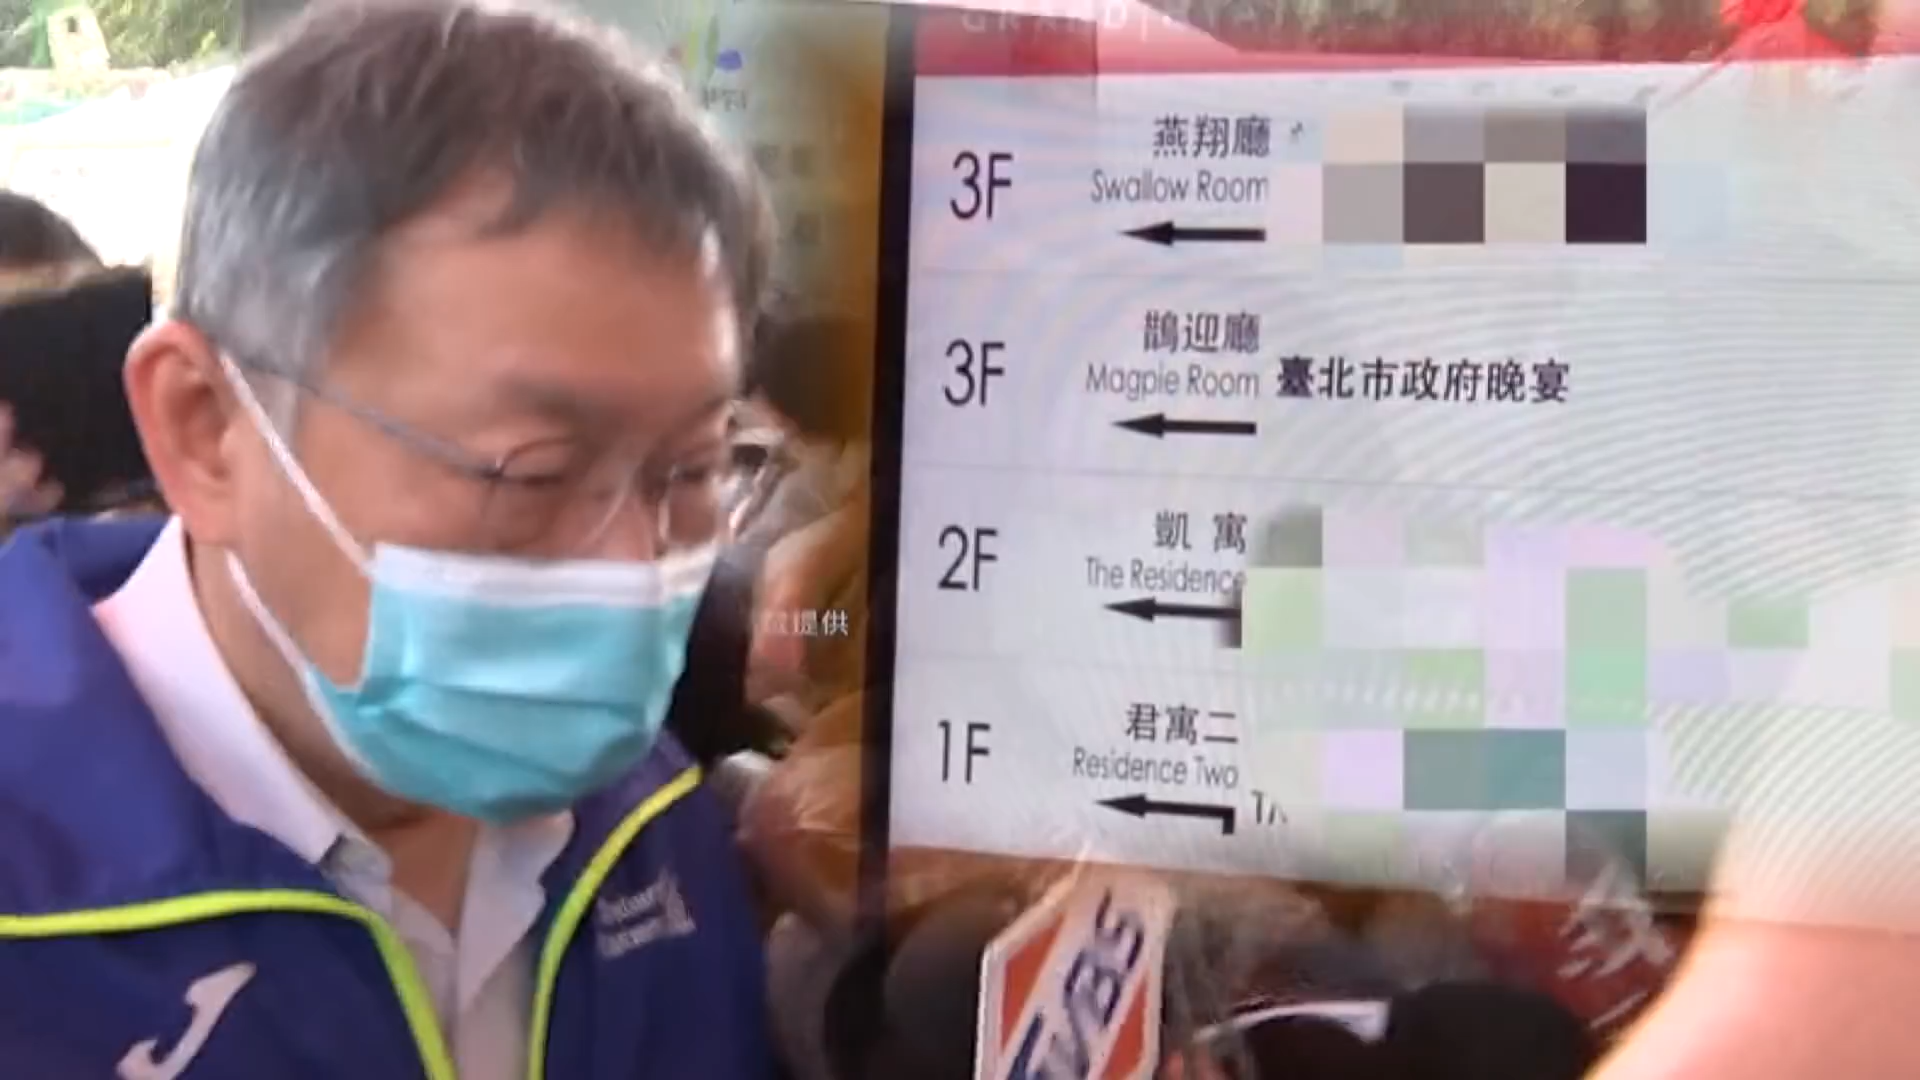 3F
燕翔廳
Swallow Room
3F
鵲迎廳
Magpie Room
臺北市政府晚宴
2F
凱 寓
The Residence
1F
君寓二
Residence Two
提供
TVBS